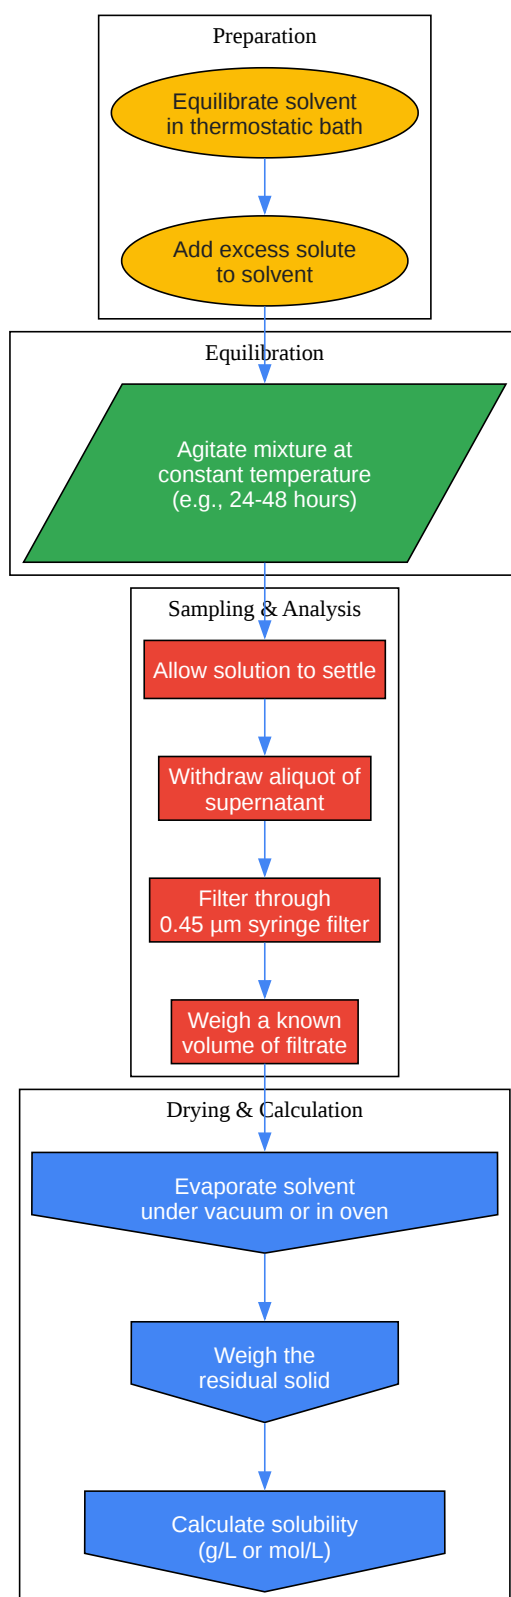 Preparation
Equilibrate solvent
in thermostatic bath
Add excess solute
to solvent
Equilibration
Agitate mixture at
constant temperature
(e.g., 24-48 hours)
Sampling & Analysis
Allow solution to settle
Withdraw aliquot of
supernatant
Filter through
0.45 µm syringe filter
Weigh a known
volume of filtrate
Drying & Calculation
Evaporate solvent
under vacuum or in oven
Weigh the
residual solid
Calculate solubility
(g/L or mol/L)